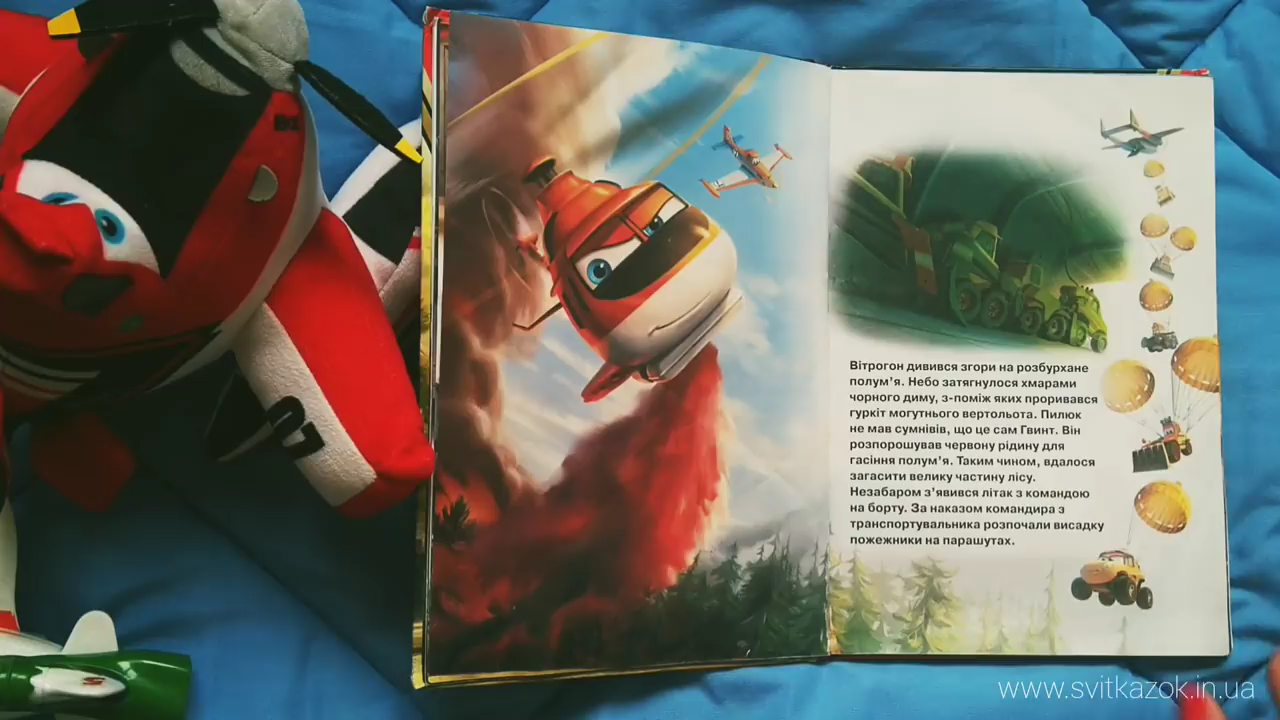 Вітрогон дивився згори на розбурхане
полум'я. Небо затягнулося хмарами
чорного диму, з-поміж яких проривався
гуркіт могутнього вертольота. Пилюк
не мав сумнівів, що це сам Гвинт. Він
розпорошував червону рідину для
гасіння полум'я. Таким чином, вдалося
загасити велику частину лісу.
Незабаром з'явився літак з командою
на борту. За наказом командира з
транспортувальника розпочали висадку
пожежники на парашутах.
www.svitkazok.in.ua